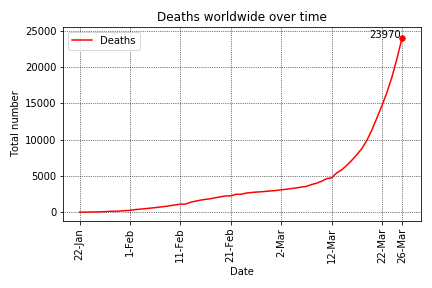 Deaths worldwide over time
25000
20000
15000
10000
5000
0
Total number
Deaths
23970
22-Jan
1-Feb
11-Feb
21-Feb
2-Mar
12-Mar
22-Mar
26-Mar
Date